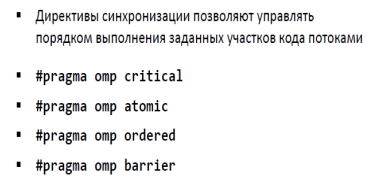 ▪ Директивы синхронизации позволяют управлять
порядком выполнения заданных участков кода потоками
▪ #pragma omp critical
▪ #pragma omp atomic
▪ #pragma omp ordered
▪ #pragma omp barrier